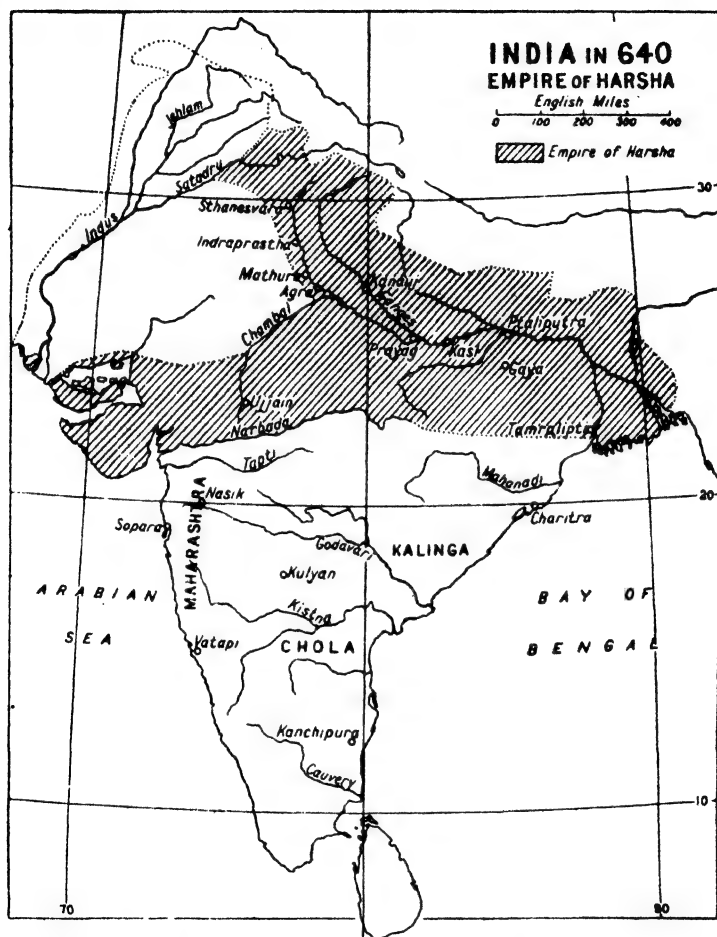 INDIA IN 640
EMPIRE OF HARSHA
English Miles
0 100 200 300 400
Empire of Harsha
Jehlam
Satadru
30
Sthanesvara
Indus
Indraprastha
Mathura
Agra
Kanauj
Ganges
Chambal
Pataliputra
Prayag
Kasi
Gaya
Ujjain
Narbada
Tamralipta
Tapti
Mahanadi
Nasik
20
Charitra
Sopara
MAHARASHTRA
Godavari
KALINGA
Kulyan
ARABIAN
SEA
BAY OF
BENGAL
Kistna
Vatapi
CHOLA
Kanchipura
Cauvery
10
70
90